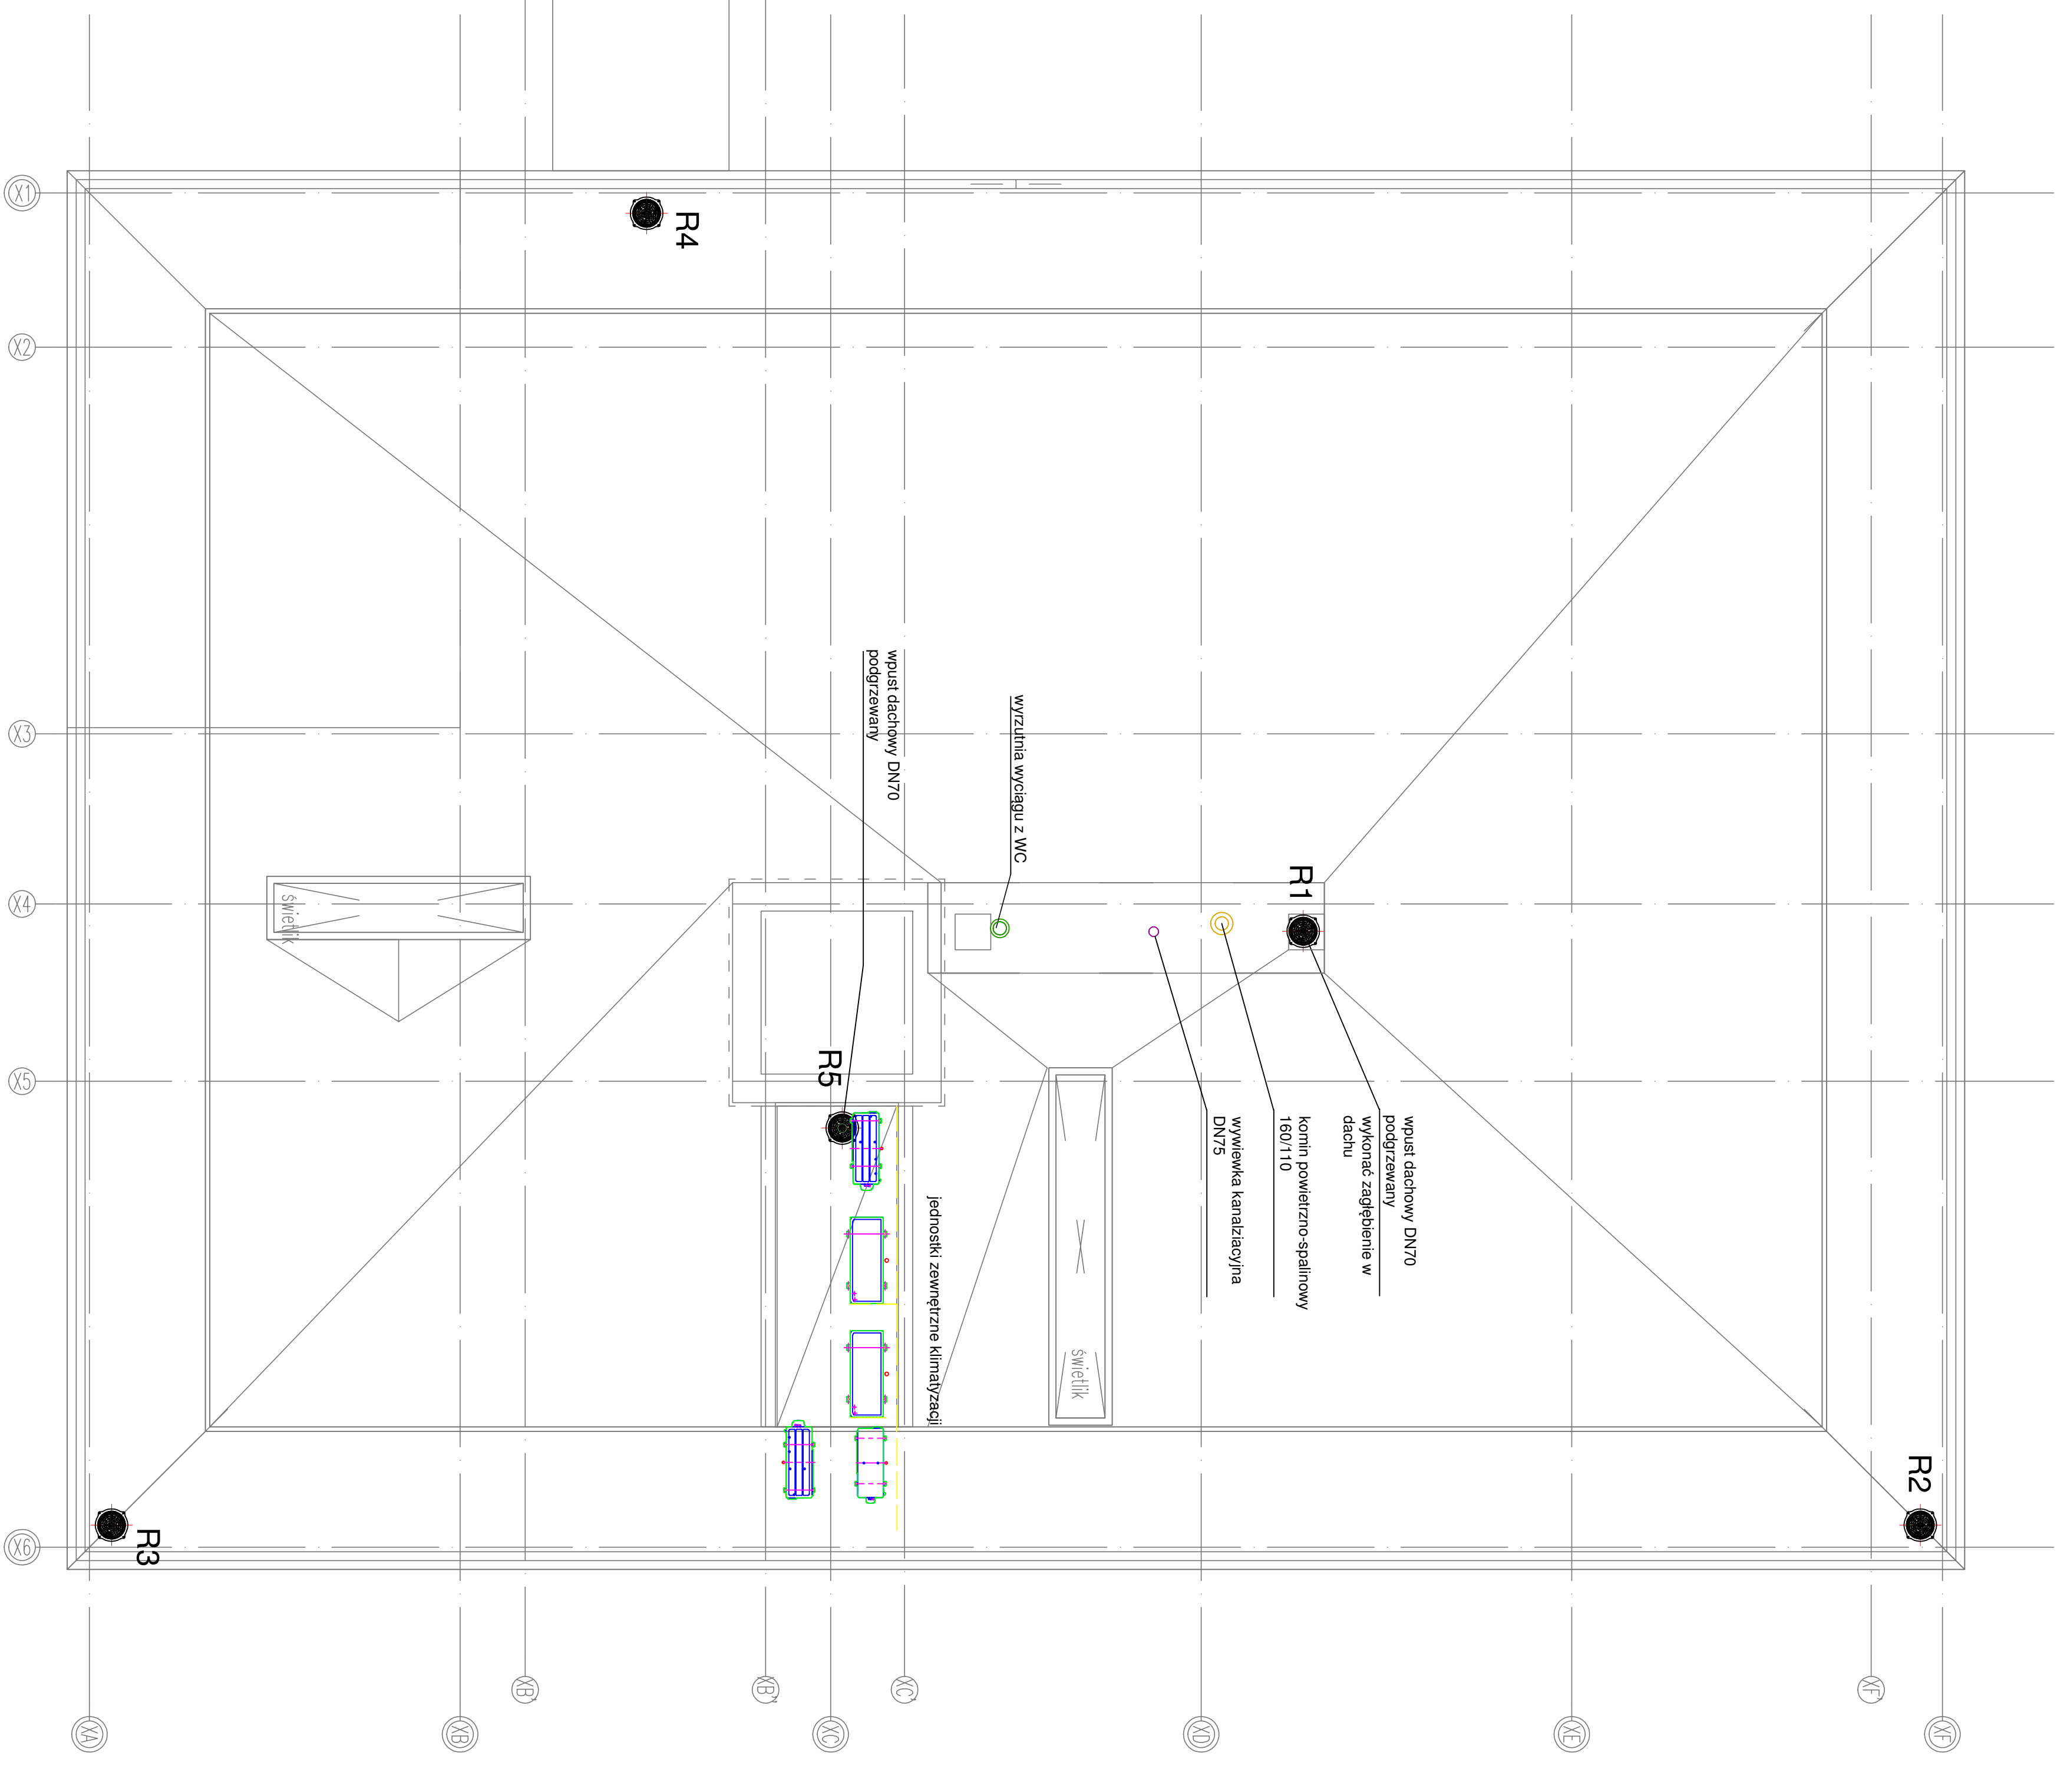 X1
X2
X3
X4
X5
X6
R4
wpust dachowy DN70
podgrzewany
wyrzutnia wyciągu z WC
R1
świetlik
R5
wpust dachowy DN70
podgrzewany
wykonać zagłębienie w
dachu
komin powietrzno-spalinowy
160/110
wywiewka kanalziacyjna
DN75
jednostki zewnętrzne klimatyzacji
świetlik
R2
R3
XB'
XB"
XC'
XF'
XA
XB
XC
XD
XE
XF